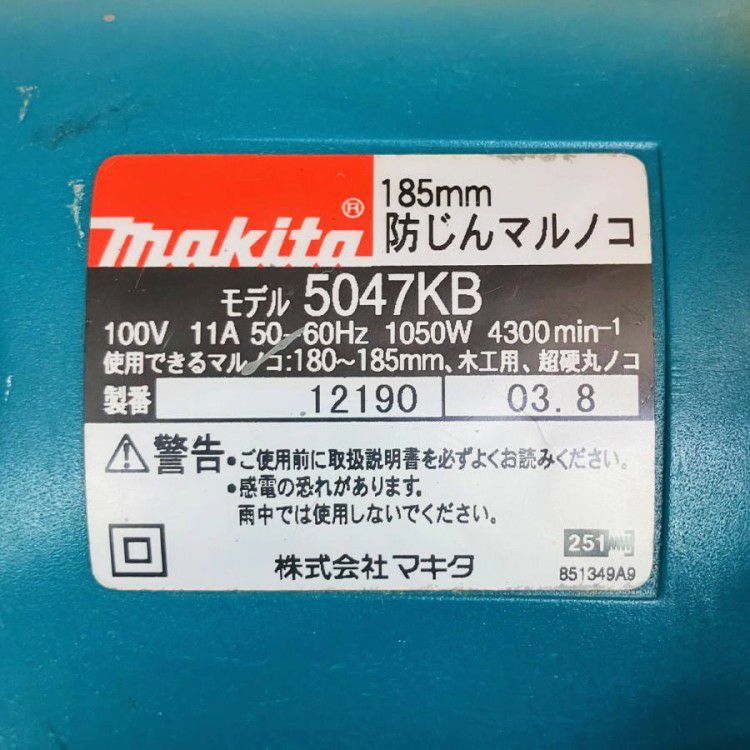 makita®
185mm
防じんマルノコ
モデル 5047KB
100V 11A 50~60Hz 1050W 4300min-1
使用できるマルノコ:180~185mm、木工用、超硬丸ノコ
製番 12190 03.8
警告 •ご使用前に取扱説明書を必ずよくお読みください。
•感電の恐れがあります。
雨中では使用しないでください。
株式会社マキタ
251
851349A9